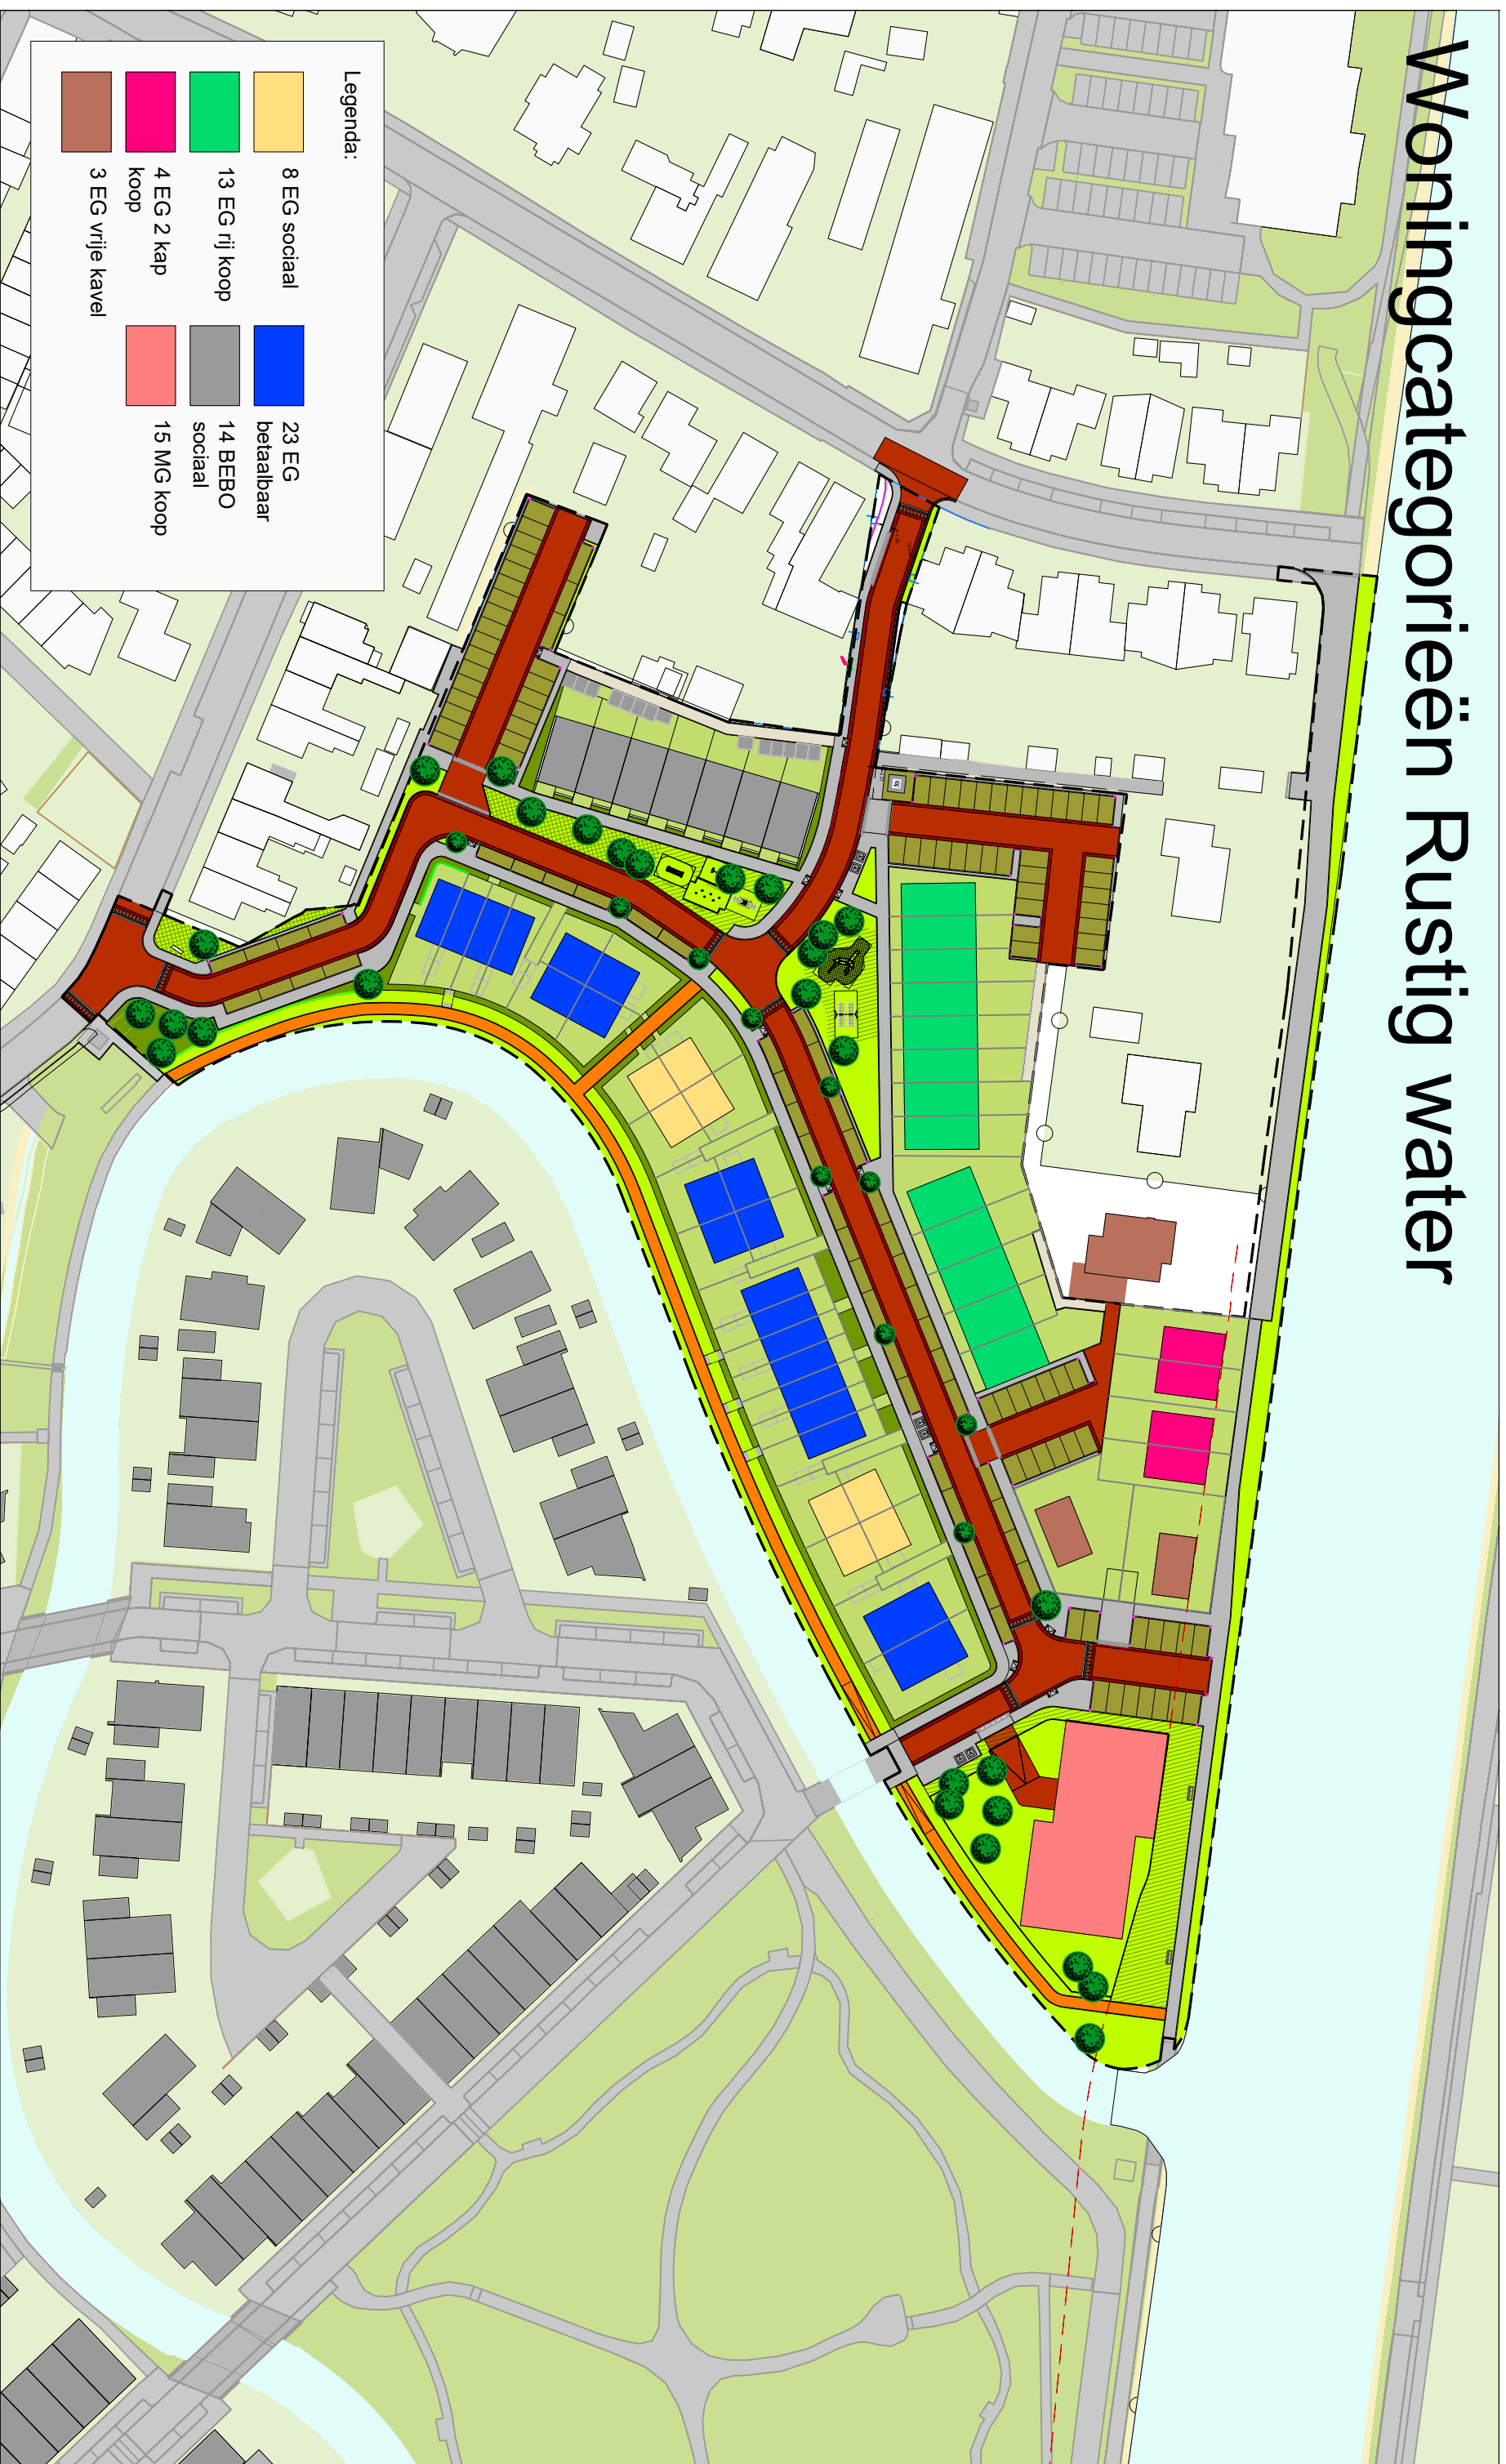 Woningcategorieën Rustig water
Legenda:
8 EG sociaal
23 EG
betaalbaar
13 EG rij koop
14 BEBO
sociaal
4 EG 2 kap
koop
15 MG koop
3 EG vrije kavel